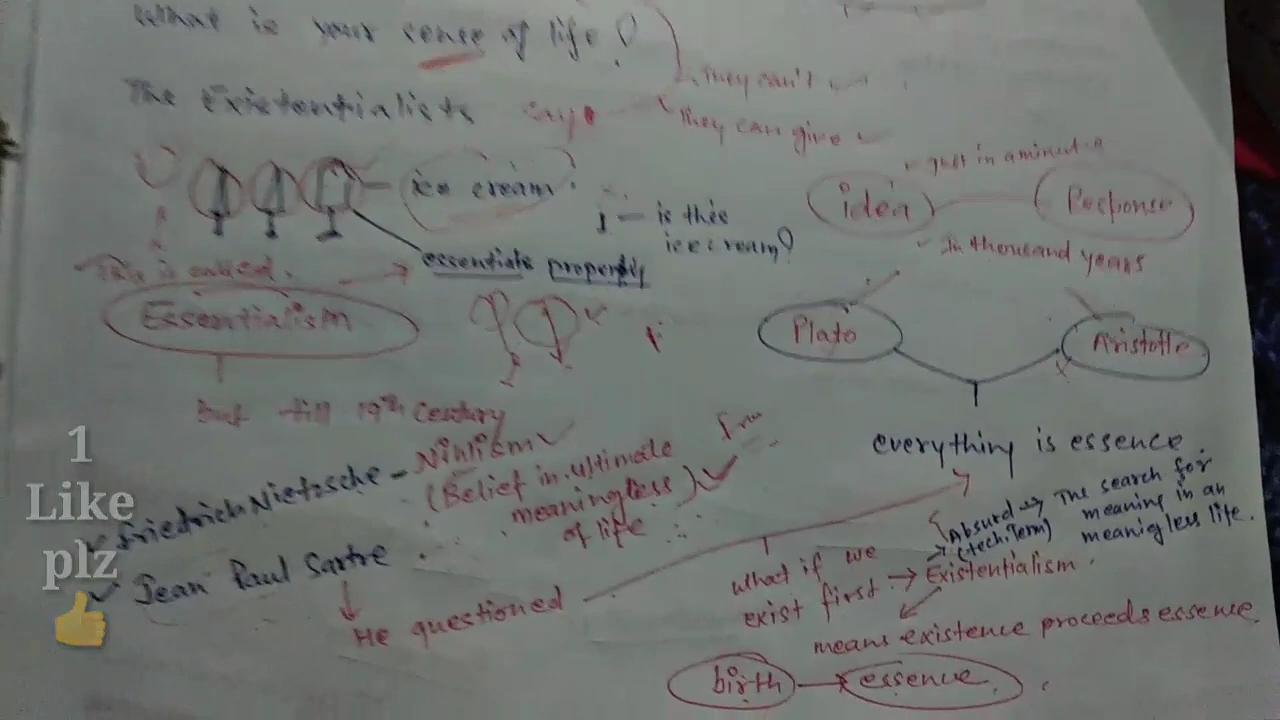 What is your sense of life?
They can't
The Existentialists say
They can give
ice cream.
is this
ice cream?
essentials property
Just in a minute
idea
Response
In thousand years
This is called.
Essentialism
Plato
Aristotle
But till 19th Century
everything is essence
Friedrich Nietzsche - Nihlism
(Belief in ultimate
meaningless)
of life
Absurd → The search for
(tech. Term) meaning in an
meanigless life.
Jean Paul Sartre
He questioned
what if we
exist first → Existentialism.
means existence proceeds essence.
birth → essence
1
Like
plz
👍